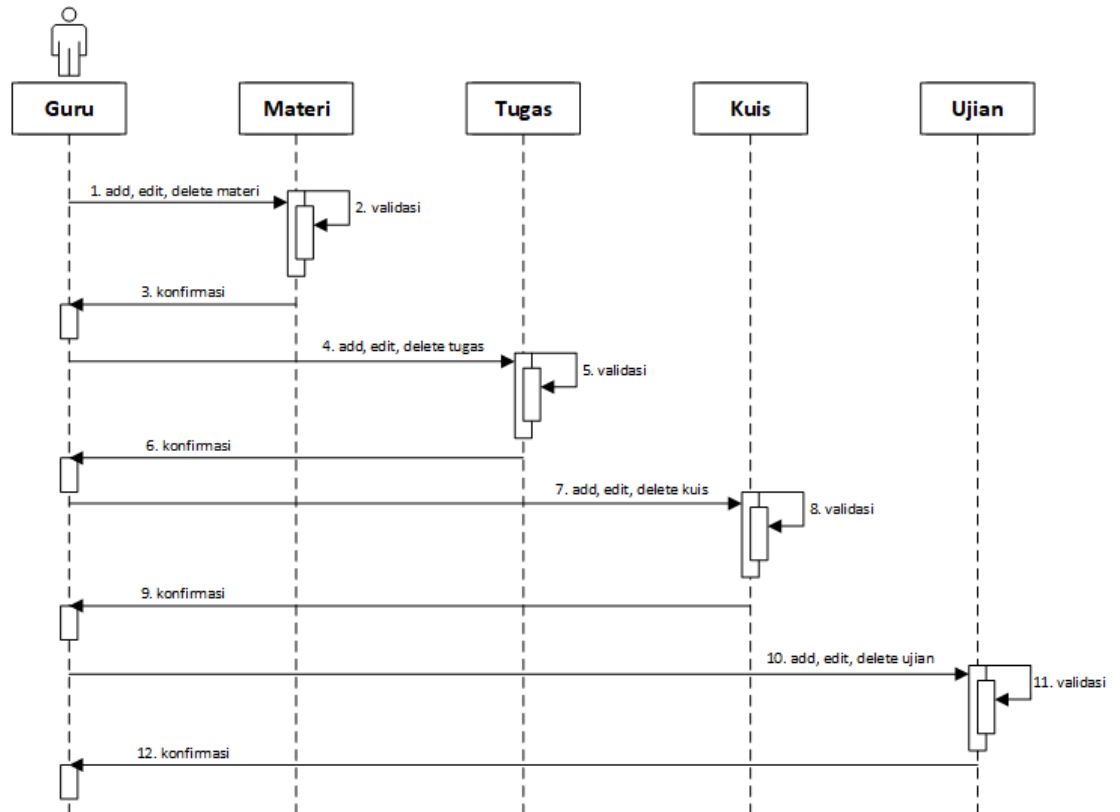 Guru
Materi
Tugas
Kuis
Ujian
1. add, edit, delete materi
2. validasi
3. konfirmasi
4. add, edit, delete tugas
5. validasi
6. konfirmasi
7. add, edit, delete kuis
8. validasi
9. konfirmasi
10. add, edit, delete ujian
11. validasi
12. konfirmasi